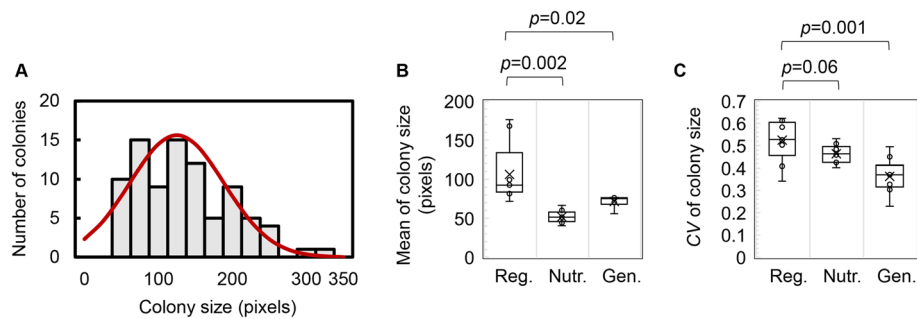 A
Number of colonies
20
15
10
5
0
0 100 200 300 350
Colony size (pixels)
B
p=0.02
p=0.002
Mean of colony size
(pixels)
200
150
100
50
0
Reg. Nutr. Gen.
C
p=0.001
p=0.06
CV of colony size
0.7
0.6
0.5
0.4
0.3
0.2
0.1
0
Reg. Nutr. Gen.